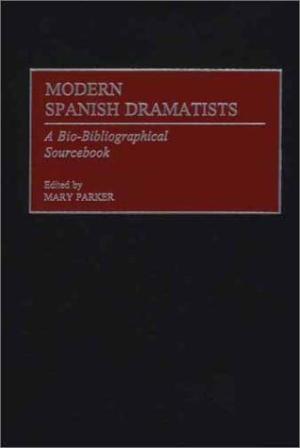 MODERN
SPANISH DRAMATISTS
A Bio-Bibliographical
Sourcebook
Edited by
MARY PARKER